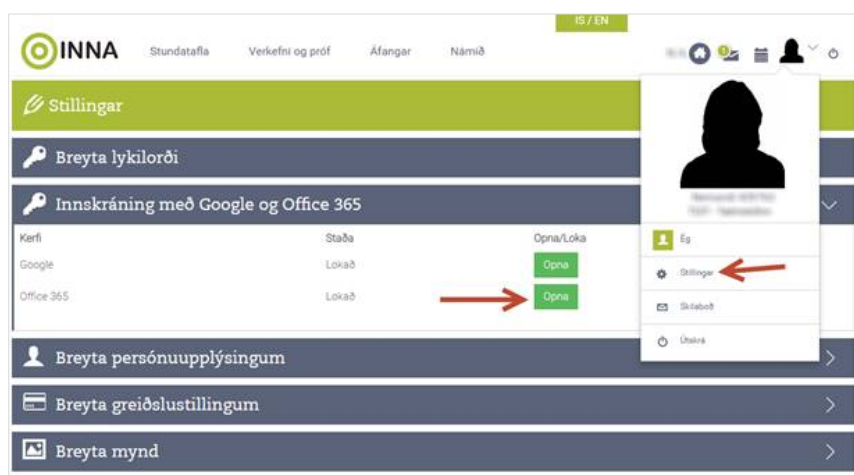 IS / EN
INNA
Stundatafla Verkefni og próf Áfangar Námið
Stillingar
Breyta lykilorði
Innskráning með Google og Office 365
Kerfi Staða Opna/Loka
Google Lokað Opna
Office 365 Lokað Opna
Breyta persónuupplýsingum
Breyta greiðslustillingum
Breyta mynd
Ég
Stillingar
Skilaboð
Útskrá